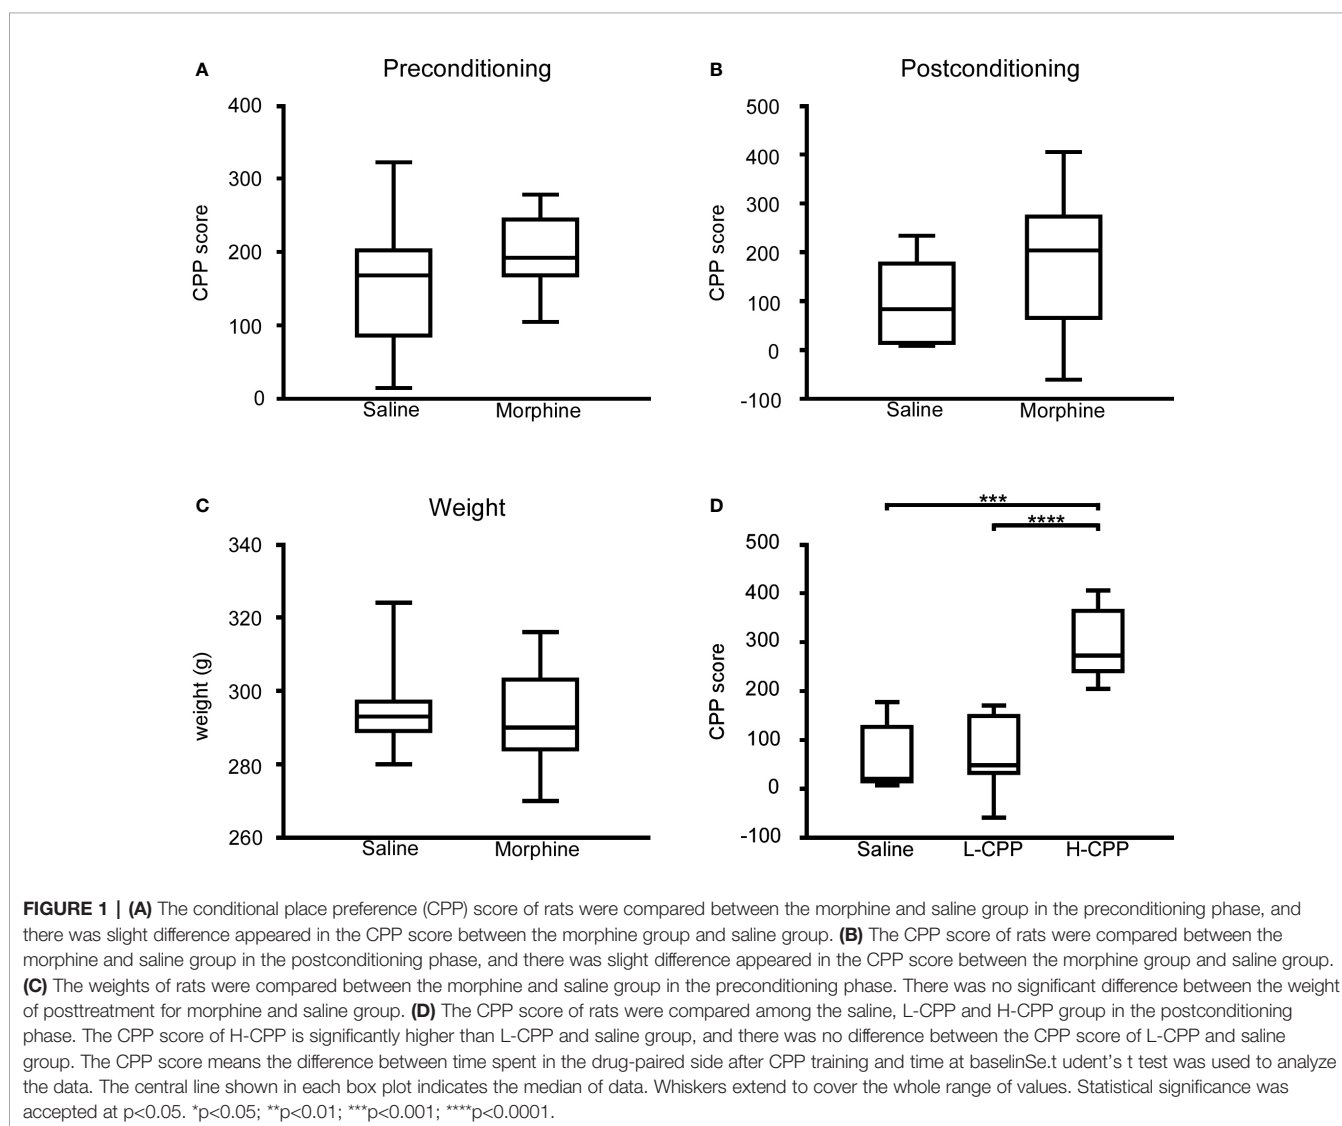 A
Preconditioning
400
300
200
100
0
CPP score
Saline
Morphine
B
Postconditioning
500
400
300
200
100
0
-100
CPP score
Saline
Morphine
C
Weight
340
320
300
280
260
weight (g)
Saline
Morphine
D
***
****
500
400
300
200
100
0
-100
CPP score
Saline
L-CPP
H-CPP
FIGURE 1 | (A) The conditional place preference (CPP) score of rats were compared between the morphine and saline group in the preconditioning phase, and
there was slight difference appeared in the CPP score between the morphine group and saline group. (B) The CPP score of rats were compared between the
morphine and saline group in the postconditioning phase, and there was slight difference appeared in the CPP score between the morphine group and saline group.
(C) The weights of rats were compared between the morphine and saline group in the preconditioning phase. There was no significant difference between the weight
of posttreatment for morphine and saline group. (D) The CPP score of rats were compared among the saline, L-CPP and H-CPP group in the postconditioning
phase. The CPP score of H-CPP is significantly higher than L-CPP and saline group, and there was no difference between the CPP score of L-CPP and saline
group. The CPP score means the difference between time spent in the drug-paired side after CPP training and time at baselinSe.t udent's t test was used to analyze
the data. The central line shown in each box plot indicates the median of data. Whiskers extend to cover the whole range of values. Statistical significance was
accepted at p<0.05. *p<0.05; **p<0.01; ***p<0.001; ****p<0.0001.